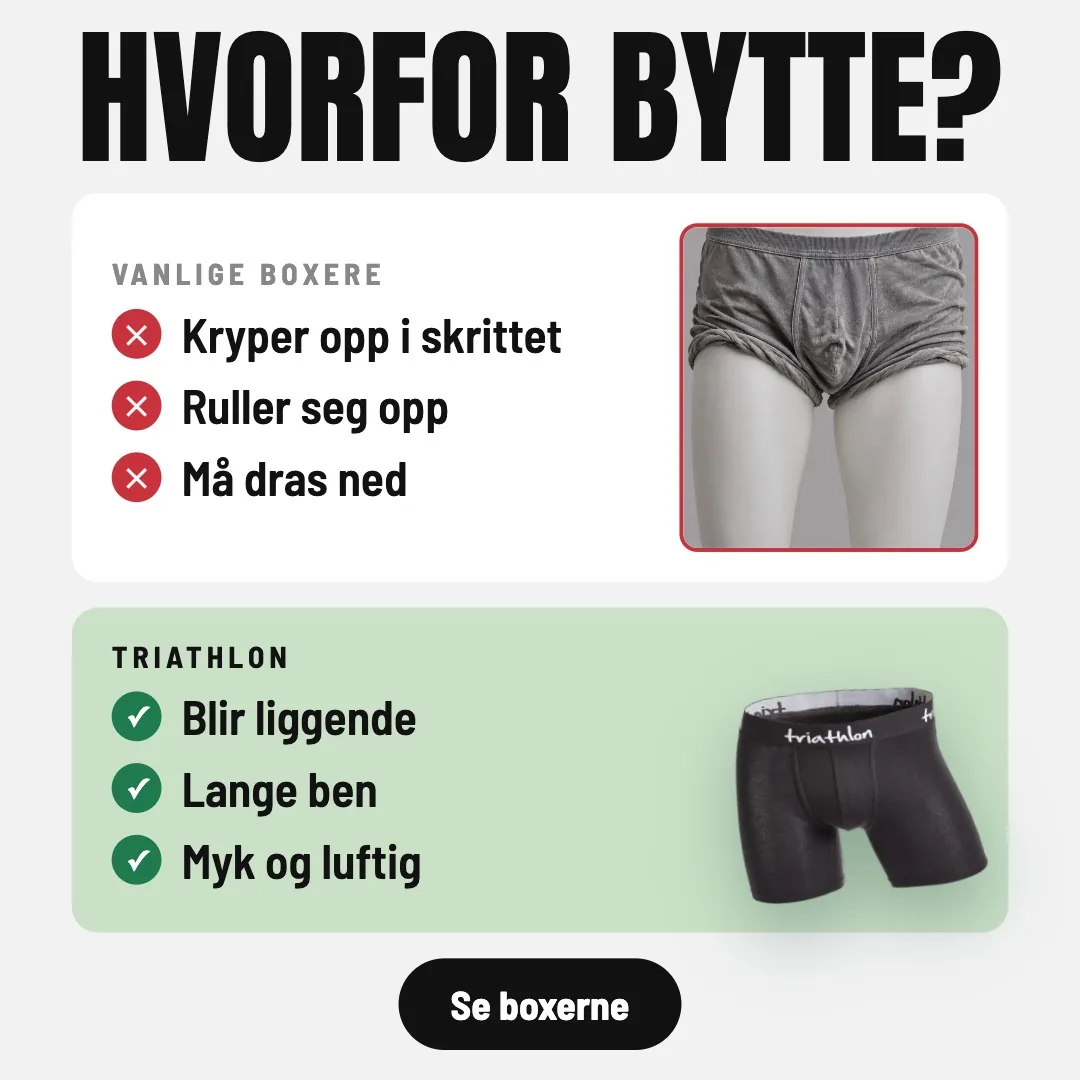 HVORFOR BYTTE?
VANLIGE BOXERE
Kryper opp i skrittet
Ruller seg opp
Må dras ned
TRIATHLON
Blir liggende
Lange ben
Myk og luftig
triathlon
Se boxerne